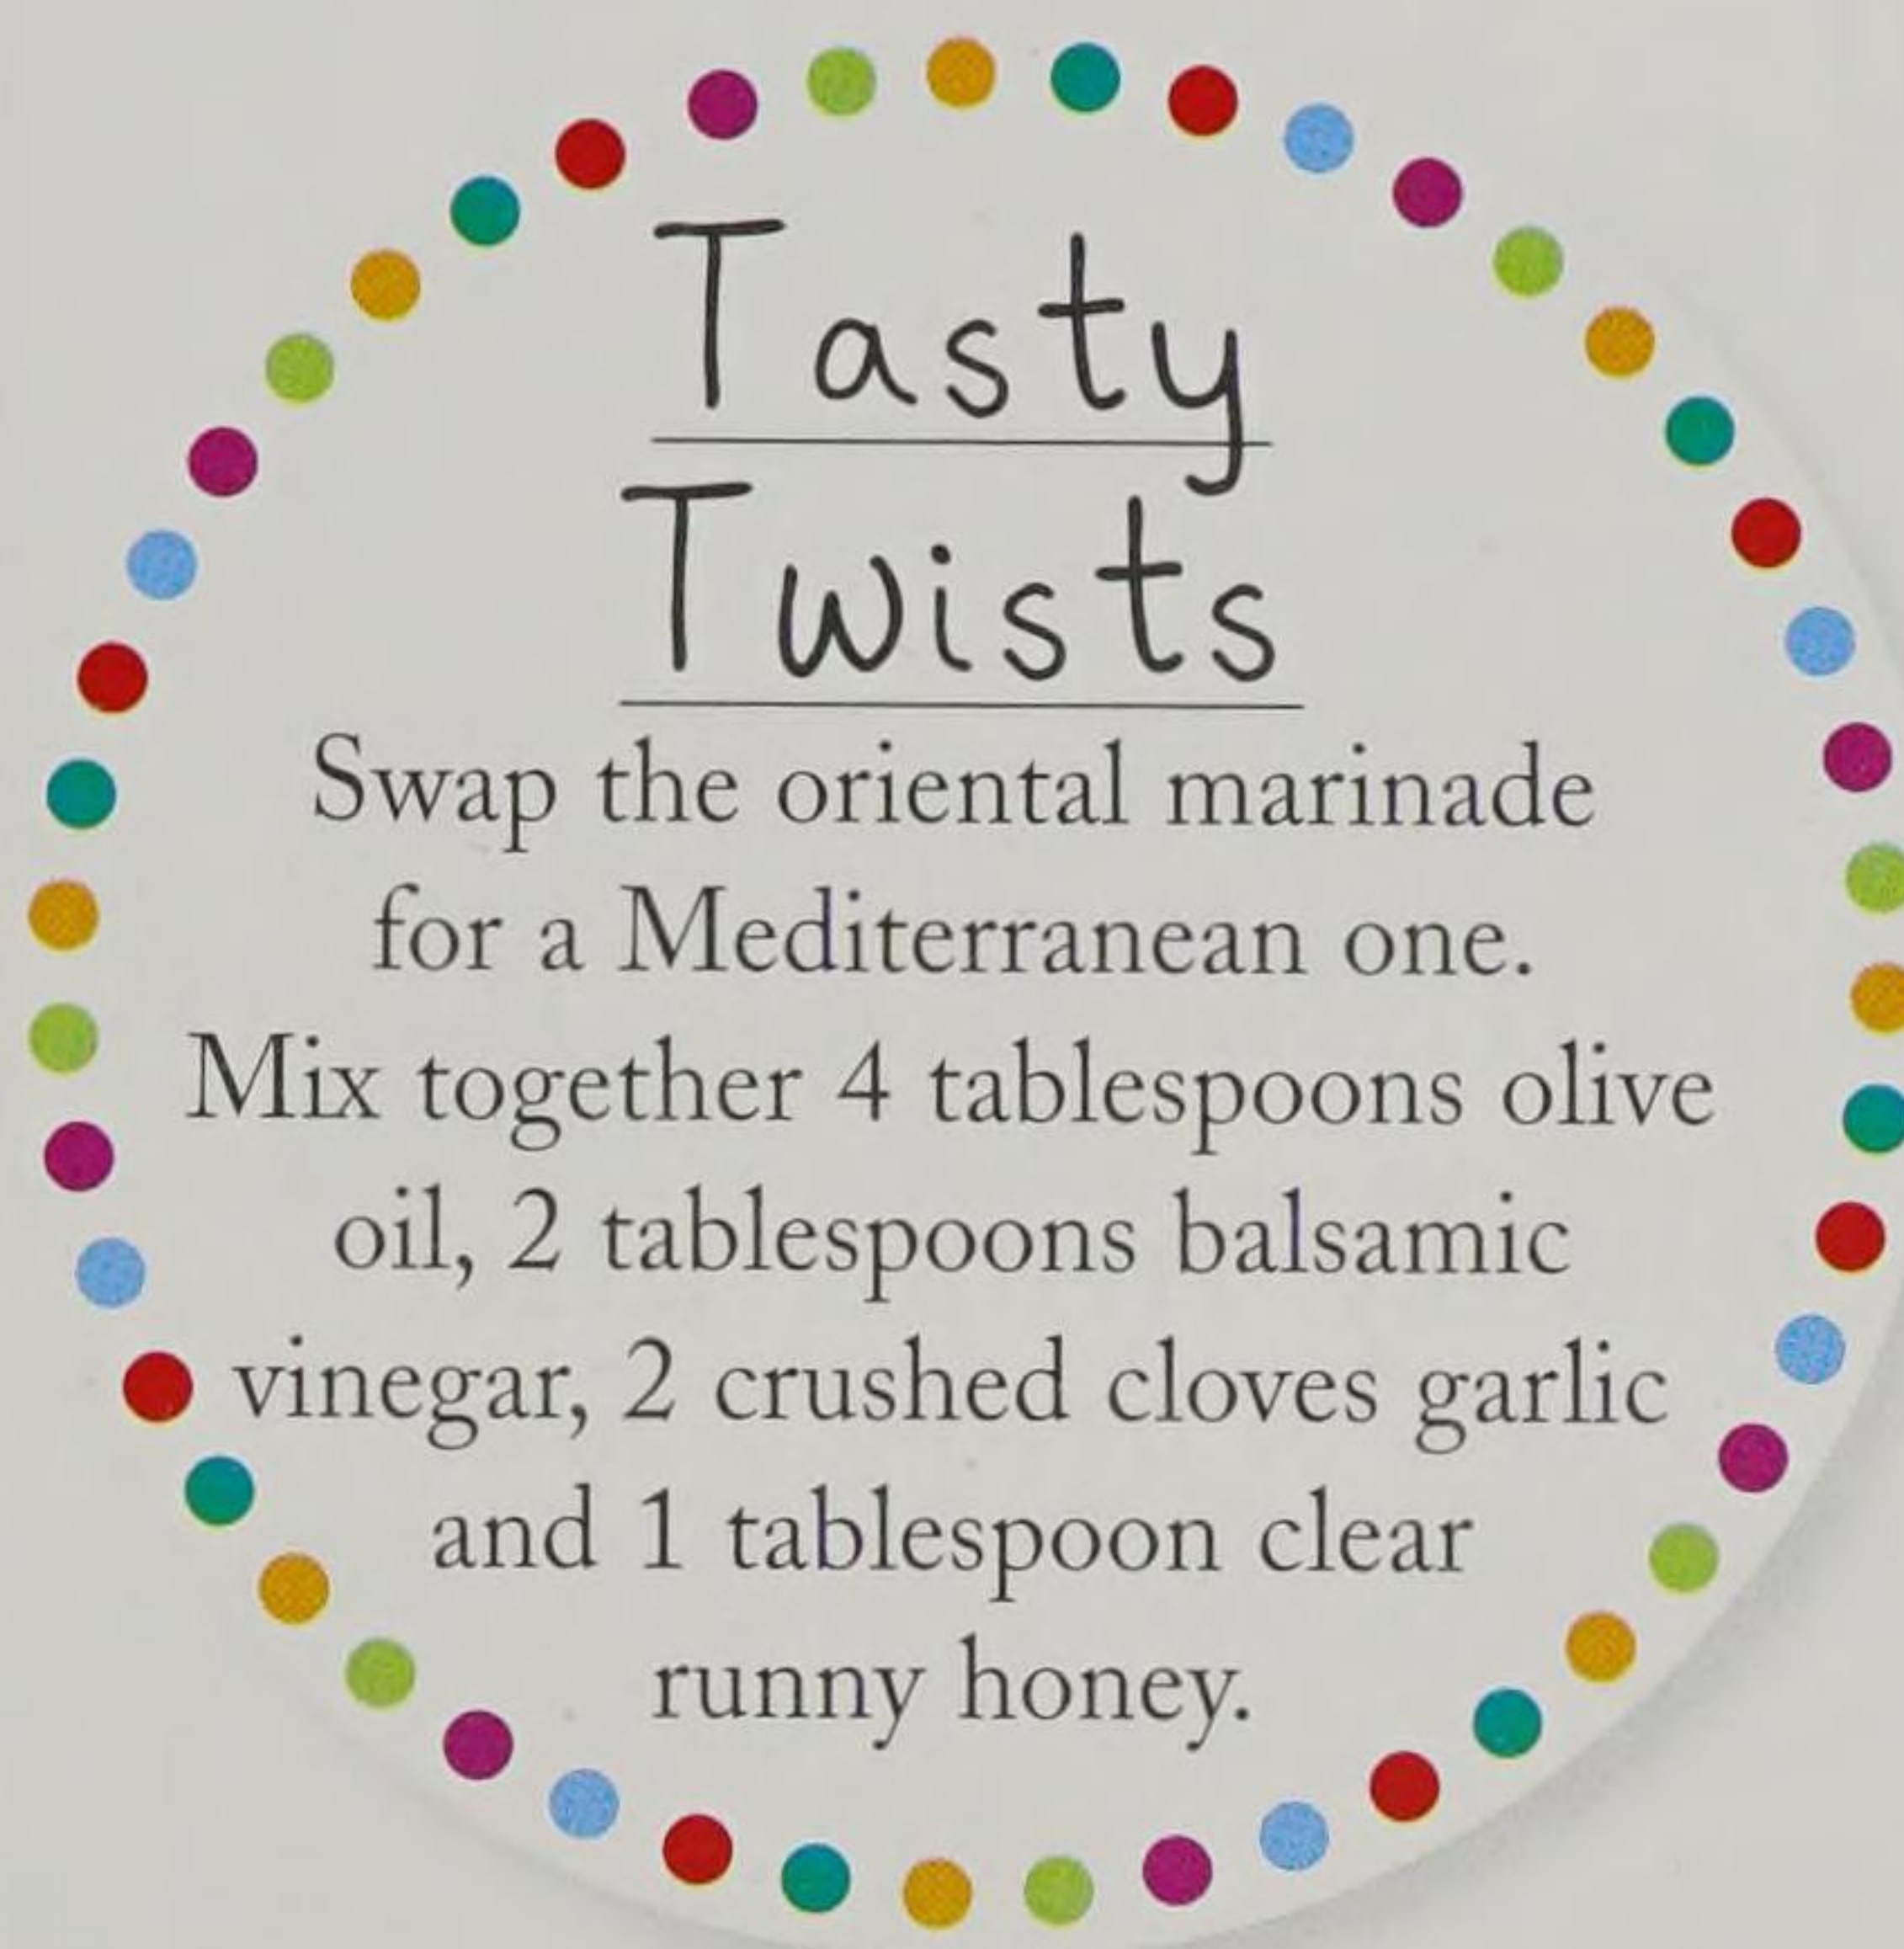 Tasty
Twists
Swap the oriental marinade
for a Mediterranean one.
Mix together 4 tablespoons olive
oil, 2 tablespoons balsamic
vinegar, 2 crushed cloves garlic
and 1 tablespoon clear
runny honey.